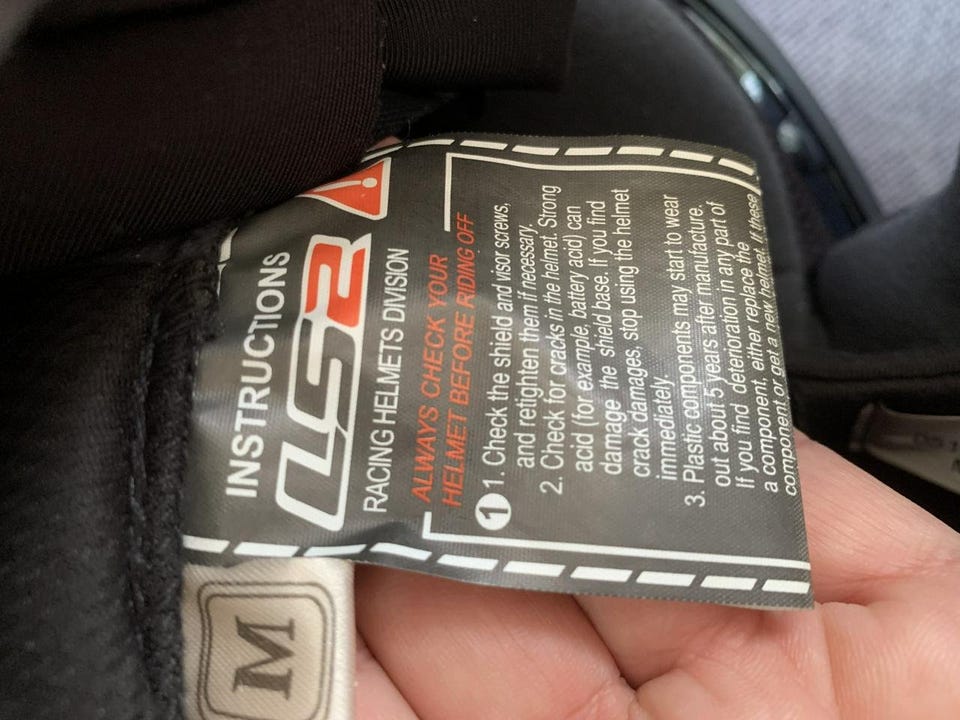 INSTRUCTIONS
LS2
RACING HELMETS DIVISION
ALWAYS CHECK YOUR
HELMET BEFORE RIDING OFF
1 1. Check the shield and visor screws,
and retighten them if necessary.
2. Check for cracks in the helmet. Strong
acid (for example, battery acid) can
damage the shield base. If you find
crack damages, stop using the helmet
immediately.
3. Plastic components may start to wear
out about 5 years after manufacture.
If you find deterioration in any part of
a component, either replace the
component or get a new helmet. If these
M